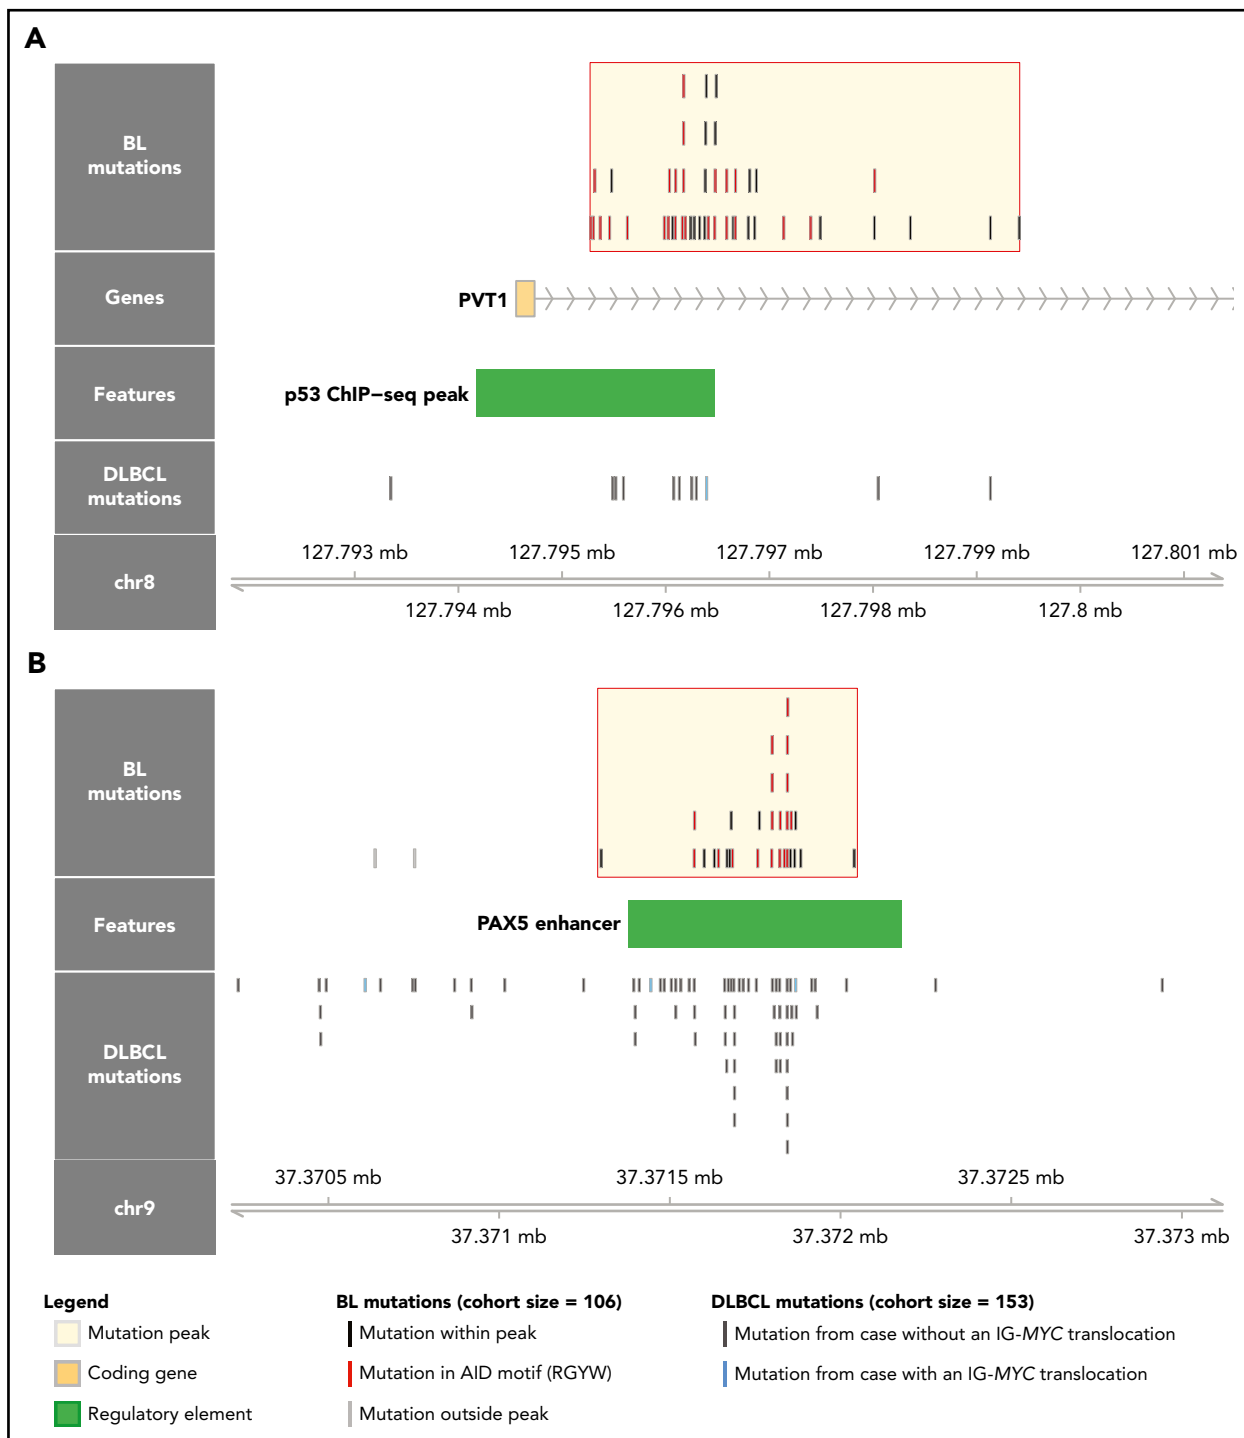 A
BL
mutations
Genes
PVT1
Features
p53 ChIP–seq peak
DLBCL
mutations
127.793 mb
127.795 mb
127.797 mb
127.799 mb
127.801 mb
chr8
127.794 mb
127.796 mb
127.798 mb
127.8 mb
B
BL
mutations
Features
PAX5 enhancer
DLBCL
mutations
37.3705 mb
37.3715 mb
37.3725 mb
chr9
37.371 mb
37.372 mb
37.373 mb
Legend
Mutation peak
Coding gene
Regulatory element
BL mutations (cohort size = 106)
Mutation within peak
Mutation in AID motif (RGYW)
Mutation outside peak
DLBCL mutations (cohort size = 153)
Mutation from case without an IG-MYC translocation
Mutation from case with an IG-MYC translocation